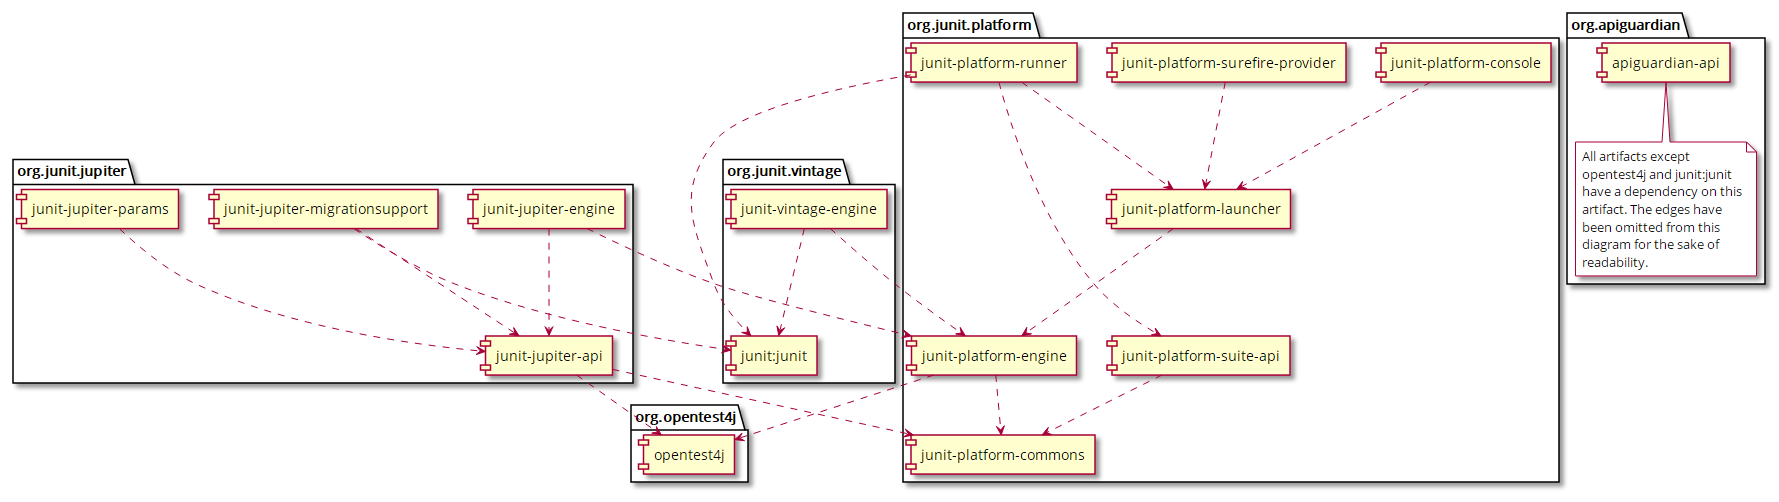 org.junit.platform
org.apiguardian
junit-platform-runner
junit-platform-surefire-provider
junit-platform-console
apiguardian-api
All artifacts except
opentest4j and junit:junit
have a dependency on this
artifact. The edges have
been omitted from this
diagram for the sake of
readability.
org.junit.jupiter
org.junit.vintage
junit-jupiter-params
junit-jupiter-migrationsupport
junit-jupiter-engine
junit-vintage-engine
junit-platform-launcher
junit-jupiter-api
junit:junit
junit-platform-engine
junit-platform-suite-api
org.opentest4j
opentest4j
junit-platform-commons